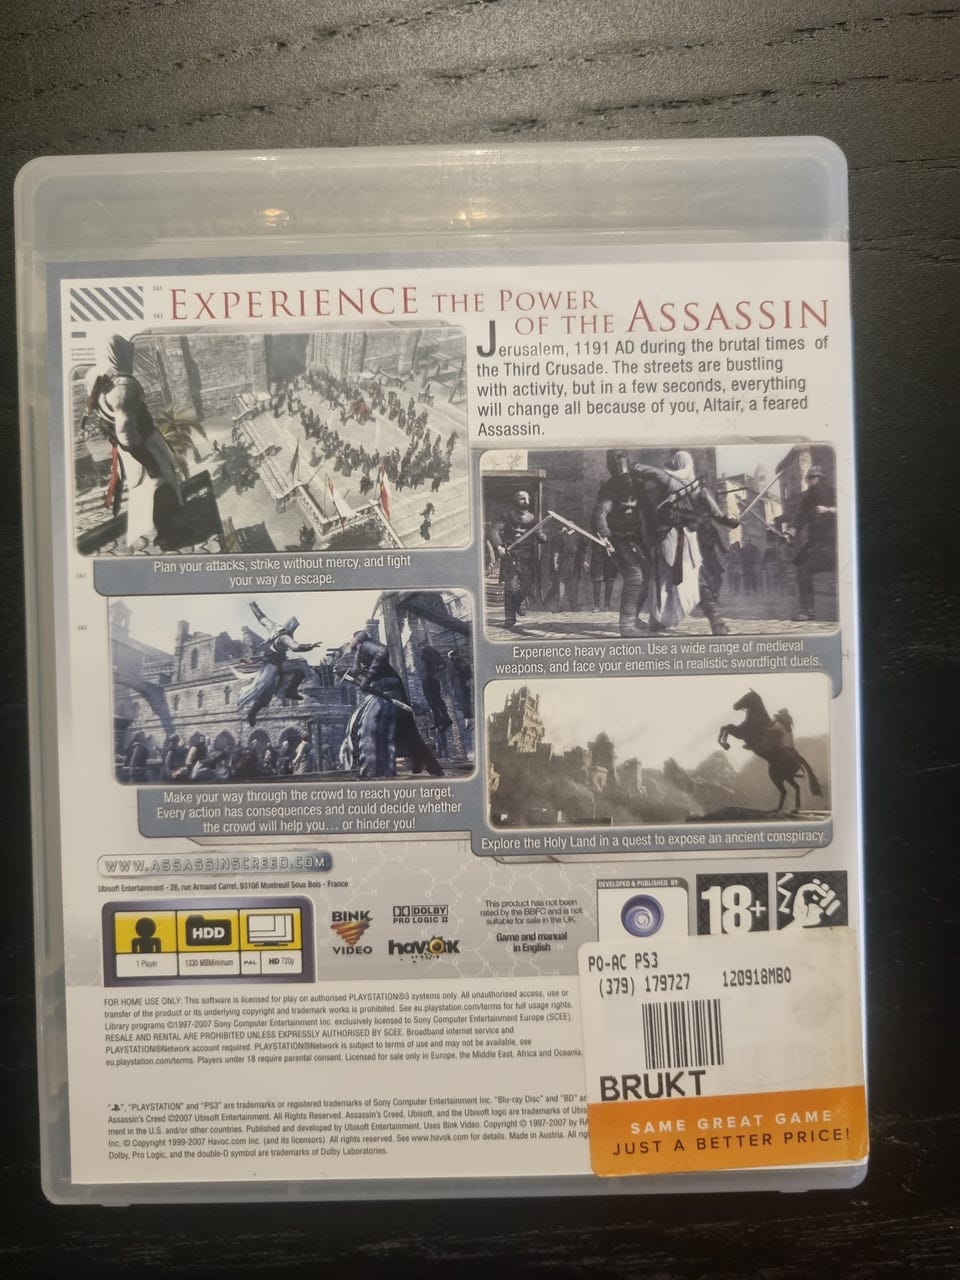 EXPERIENCE THE POWER
OF THE ASSASSIN
Jerusalem, 1191 AD during the brutal times of
the Third Crusade. The streets are bustling
with activity, but in a few seconds, everything
will change all because of you, Altair, a feared
Assassin.
Plan your attacks, strike without mercy, and fight
your way to escape.
Experience heavy action. Use a wide range of medieval
weapons, and face your enemies in realistic swordfight duels.
Make your way through the crowd to reach your target.
Every action has consequences and could decide whether
the crowd will help you... or hinder you!
Explore the Holy Land in a quest to expose an ancient conspiracy.
WWW.ASSASSINSCREED.COM
Ubisoft Entertainment - 28, rue Armand Carrel, 93108 Montreuil Sous Bois - France
HDD
1 Player
1330 MBMinimum
PAL
HD 720p
BINK
VIDEO
DOLBY
PRO LOGIC II
havok
This product has not been
rated by the BBFC and is not
suitable for sale in the UK.
Game and manual
in English
DEVELOPED & PUBLISHED BY
18+
FOR HOME USE ONLY: This software is licensed for play on authorised PLAYSTATION®3 systems only. All unauthorised access, use or
transfer of the product or its underlying copyright and trademark works is prohibited. See eu.playstation.com/terms for full usage rights.
Library programs ©1997-2007 Sony Computer Entertainment Inc. exclusively licensed to Sony Computer Entertainment Europe (SCEE).
RESALE AND RENTAL ARE PROHIBITED UNLESS EXPRESSLY AUTHORISED BY SCEE. Broadband internet service and
PLAYSTATION®Network account required. PLAYSTATION®Network is subject to terms of use and may not be available, see
eu.playstation.com/terms. Players under 18 require parental consent. Licensed for sale only in Europe, the Middle East, Africa and Oceania.
", "PLAYSTATION" and "PS3" are trademarks or registered trademarks of Sony Computer Entertainment Inc. "Blu-ray Disc" and "BD" ar
Assassin's Creed ©2007 Ubisoft Entertainment. All Rights Reserved. Assassin's Creed, Ubisoft, and the Ubisoft logo are trademarks of Ubis
ment in the U.S. and/or other countries. Published and developed by Ubisoft Entertainment. Uses Bink Video. Copyright © 1997-2007 by RA
Inc. © Copyright 1999-2007 Havoc.com Inc. (and its licensors). All rights reserved. See www.havok.com for details. Made in Austria. All rig
Dolby, Pro Logic, and the double-D symbol are trademarks of Dolby Laboratories.
PO-AC PS3
(379) 179727 120918MBO
BRUKT
SAME GREAT GAME
JUST A BETTER PRICE!